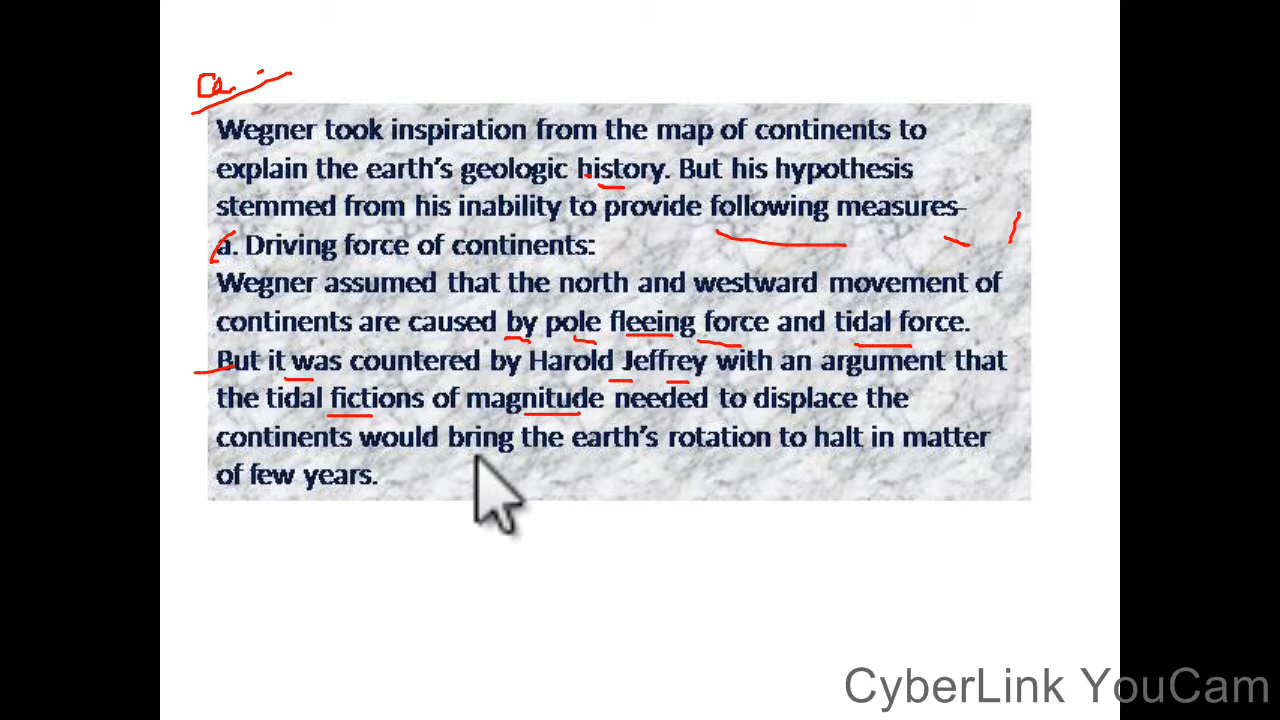 Wegner took inspiration from the map of continents to
explain the earth's geologic history. But his hypothesis
stemmed from his inability to provide following measures-
a. Driving force of continents:
Wegner assumed that the north and westward movement of
continents are caused by pole fleeing force and tidal force.
But it was countered by Harold Jeffrey with an argument that
the tidal fictions of magnitude needed to displace the
continents would bring the earth's rotation to halt in matter
of few years.
CyberLink YouCam